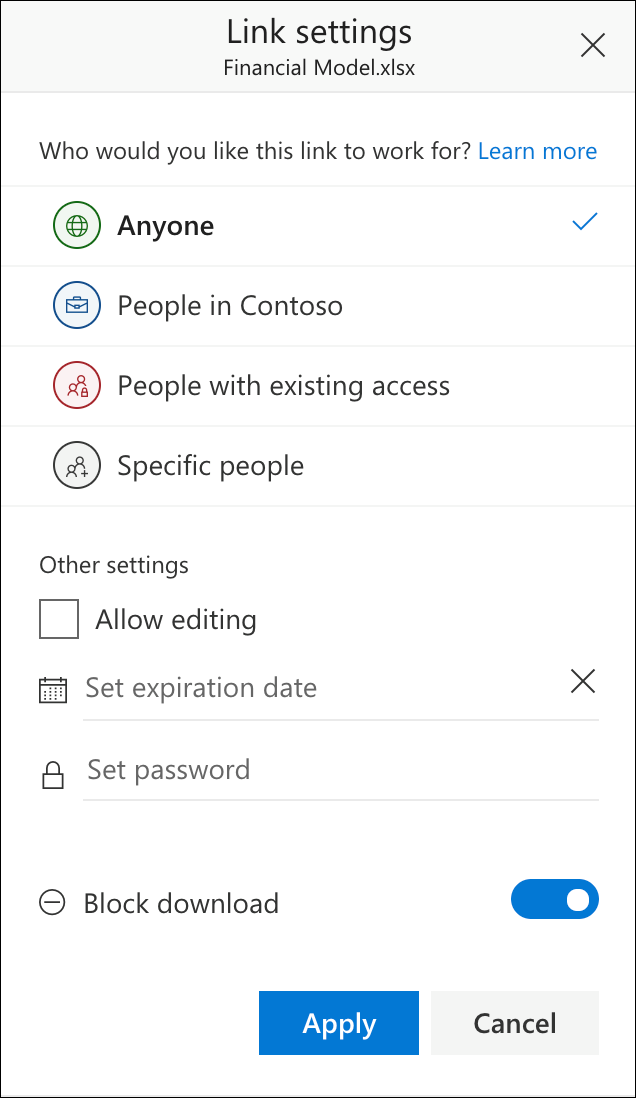 Link settings
Financial Model.xlsx
Who would you like this link to work for? Learn more
Anyone
People in Contoso
People with existing access
Specific people
Other settings
Allow editing
Set expiration date
Set password
Block download
Apply Cancel